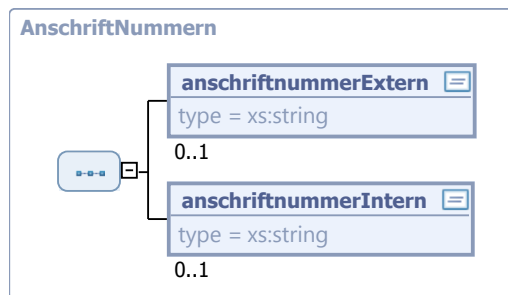 AnschriftNummern
anschriftnummerExtern
type = xs:string
0..1
anschriftnummerIntern
type = xs:string
0..1